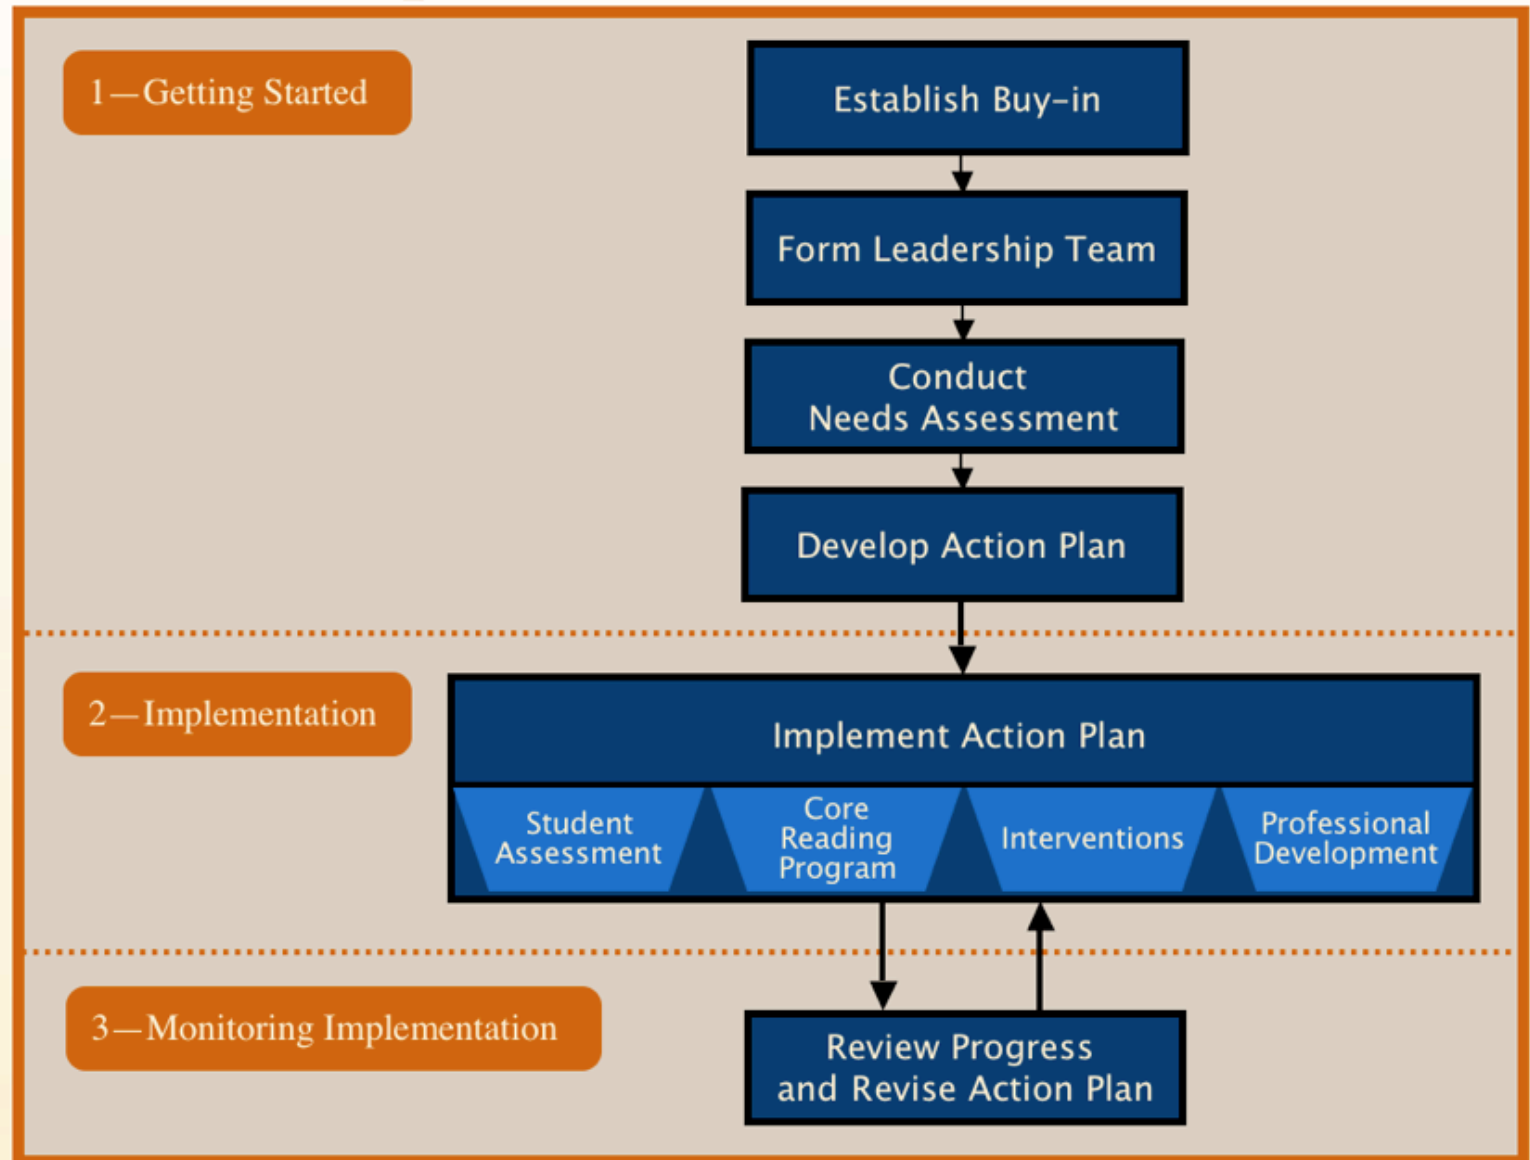 1—Getting Started
Establish Buy-in
Form Leadership Team
Conduct
Needs Assessment
Develop Action Plan
2—Implementation
Implement Action Plan
Student
Assessment
Core
Reading
Program
Interventions
Professional
Development
3—Monitoring Implementation
Review Progress
and Revise Action Plan